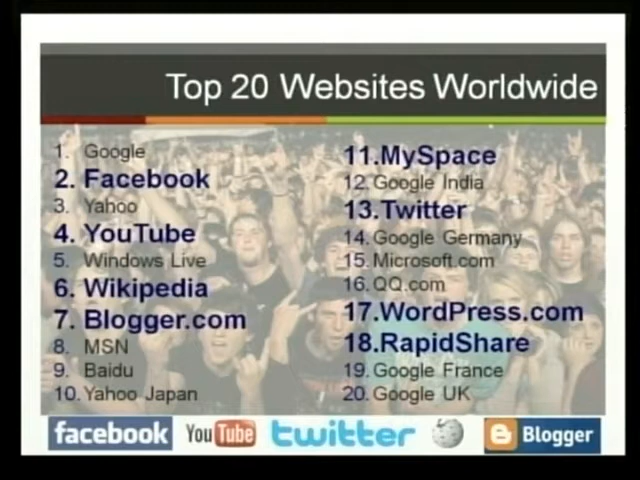 Top 20 Websites Worldwide
1. Google
2. Facebook
3. Yahoo
4. YouTube
5. Windows Live
6. Wikipedia
7. Blogger.com
8. MSN
9. Baidu
10. Yahoo Japan
11.MySpace
12. Google India
13.Twitter
14. Google Germany
15. Microsoft.com
16. QQ.com
17.WordPress.com
18.RapidShare
19. Google France
20. Google UK
facebook YouTube twitter Blogger